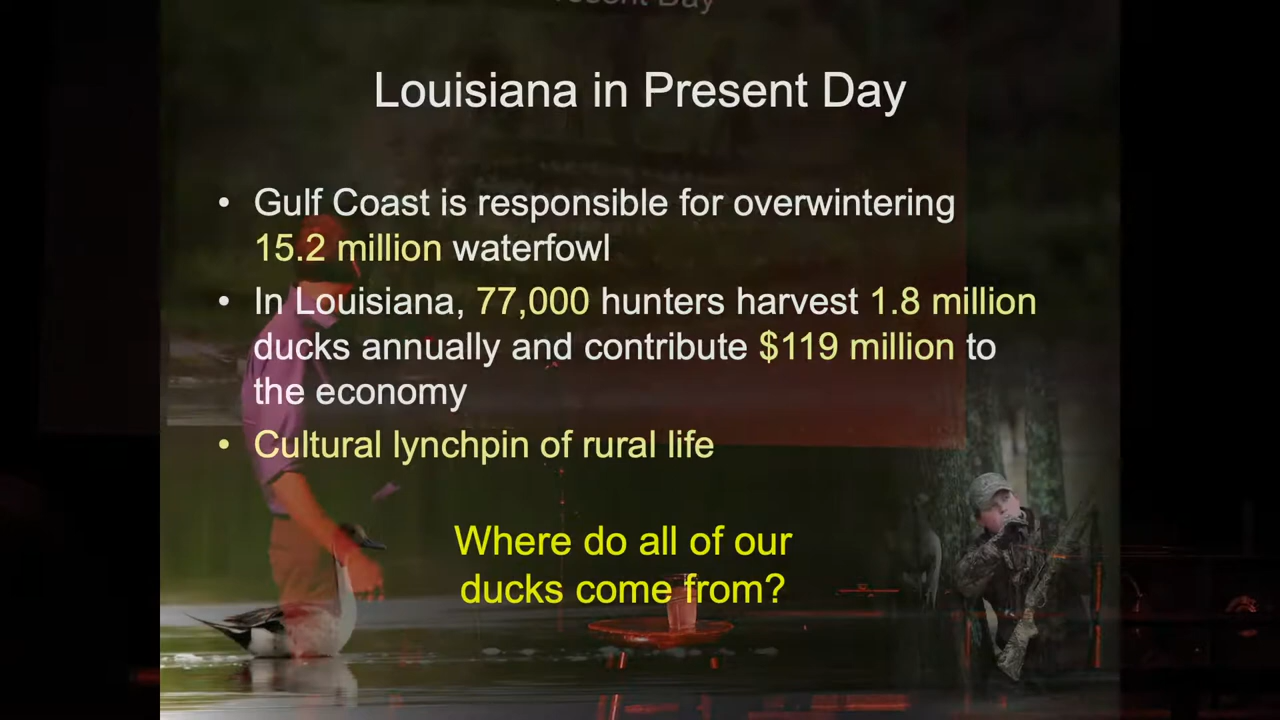 Louisiana in Present Day
• Gulf Coast is responsible for overwintering
15.2 million waterfowl
• In Louisiana, 77,000 hunters harvest 1.8 million
ducks annually and contribute $119 million to
the economy
• Cultural lynchpin of rural life
Where do all of our
ducks come from?